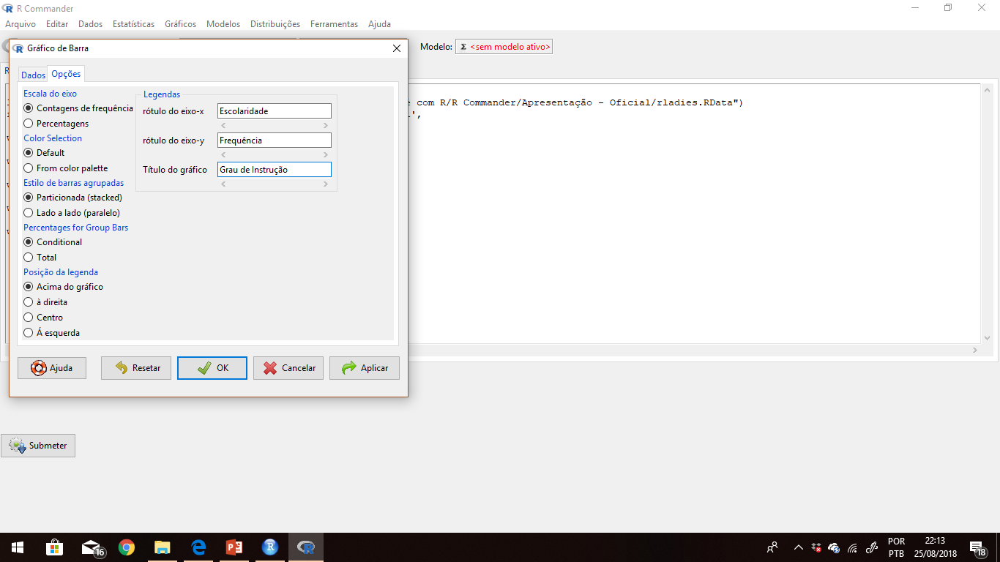 R Commander
Arquivo Editar Dados Estatísticas Gráficos Modelos Distribuições Ferramentas Ajuda
Modelo: Σ <sem modelo ativo>
Gráfico de Barra
Dados Opções
Escala do eixo
Contagens de frequência
Percentagens
Color Selection
Default
From color palette
Estilo de barras agrupadas
Particionada (stacked)
Lado a lado (paralelo)
Percentages for Group Bars
Conditional
Total
Posição da legenda
Acima do gráfico
à direita
Centro
Á esquerda
Legendas
rótulo do eixo-x Escolaridade
rótulo do eixo-y Frequência
Título do gráfico Grau de Instrução
com R/R Commander/Apresentação - Oficial/rladies.RData")
',
Ajuda Resetar OK Cancelar Aplicar
Submeter
16
POR
PTB
22:13
25/08/2018
18